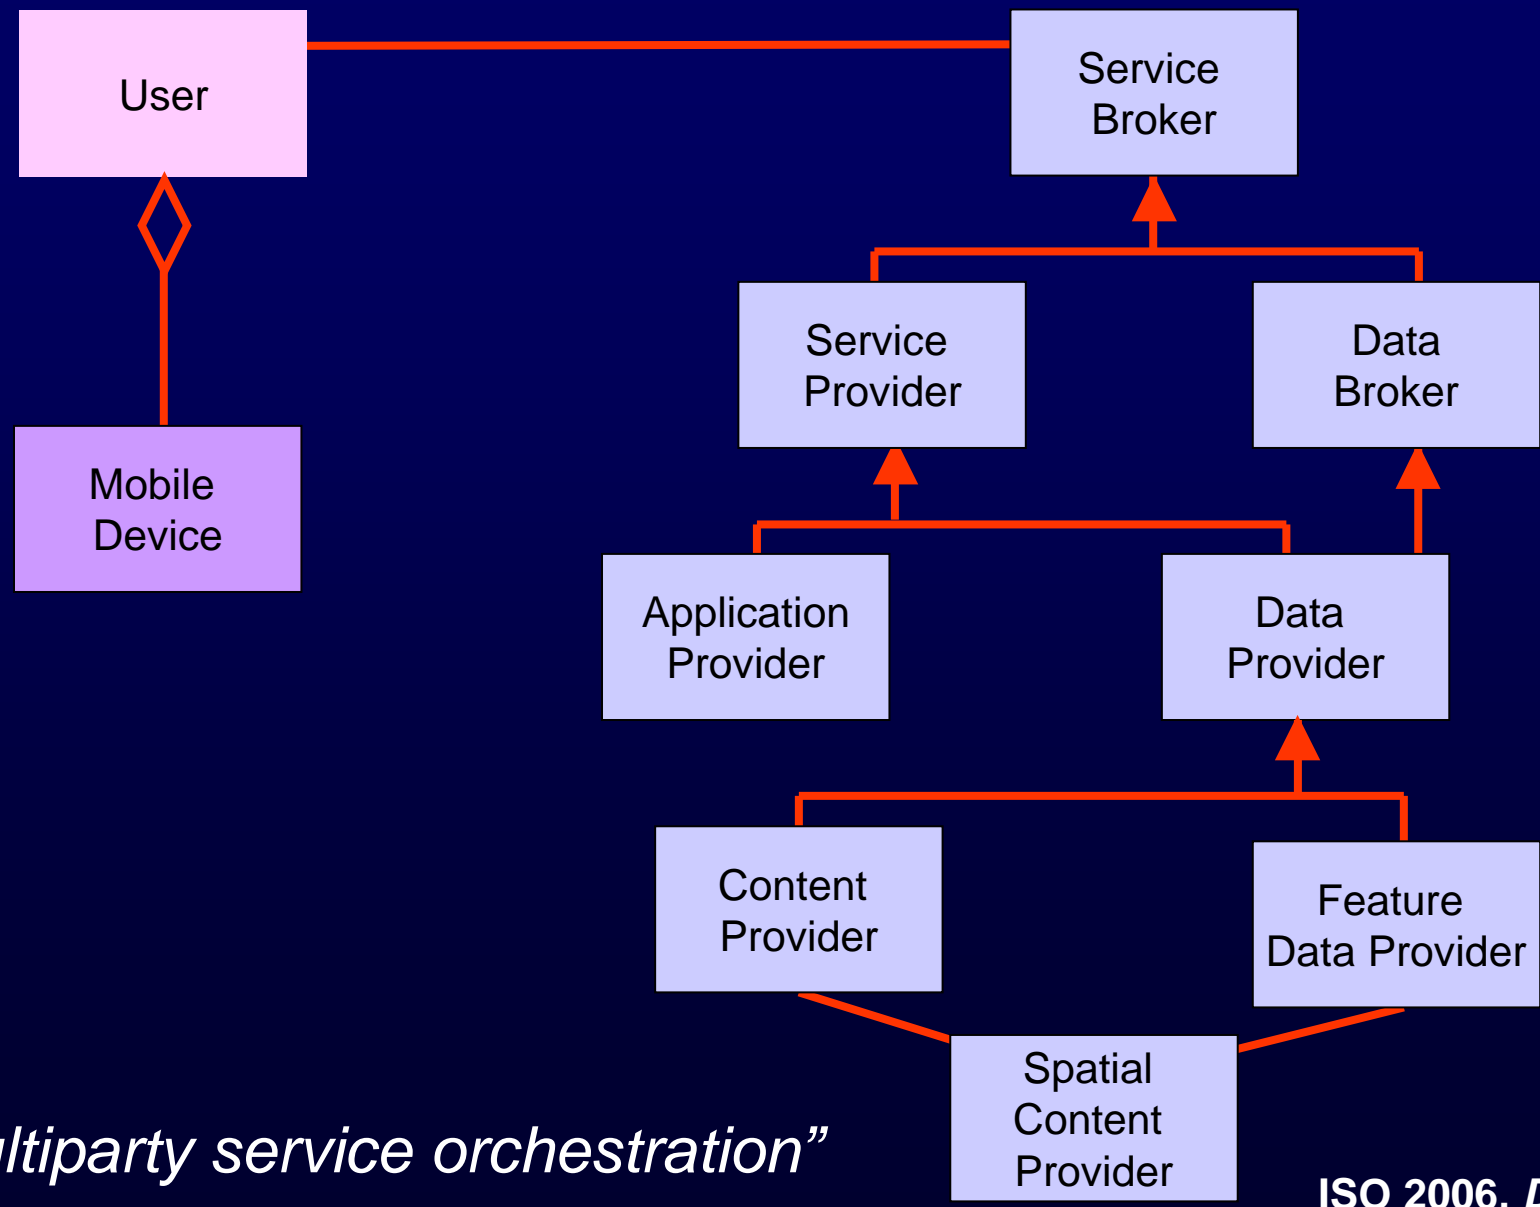 User
Service
Broker
Service
Provider
Data
Broker
Mobile
Device
Application
Provider
Data
Provider
Content
Provider
Feature
Data Provider
Spatial
Content
Provider
ltiparty service orchestration”
ISO 2006.